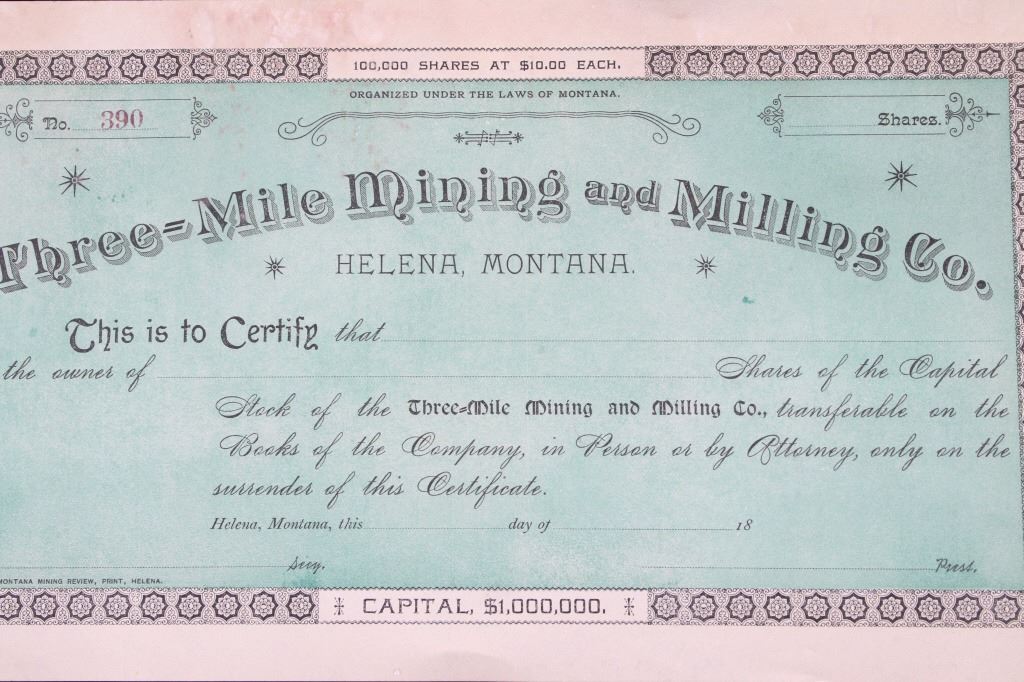 100,000 SHARES AT $10.00 EACH.
ORGANIZED UNDER THE LAWS OF MONTANA.
No. 390
Shares.
Three=Mile Mining and Milling Co.
HELENA, MONTANA.
This is to Certify that
the owner of Shares of the Capital
Stock of the Three=Mile Mining and Milling Co., transferable on the
Books of the Company, in Person or by Attorney, only on the
surrender of this Certificate.
Helena, Montana, this day of 18
Secy. Prest.
MONTANA MINING REVIEW, PRINT, HELENA.
CAPITAL, $1,000,000.